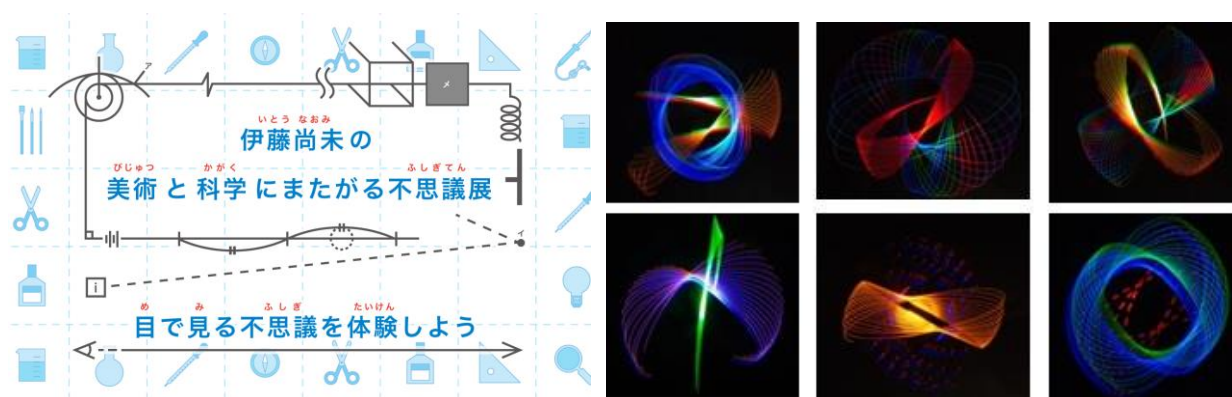 ア
メ
いとう なおみ
伊藤尚未の
びじゅつ かがく ふしぎてん
美術と科学にまたがる不思議展
イ
i
め み ふしぎ たいけん
目で見る不思議を体験しよう